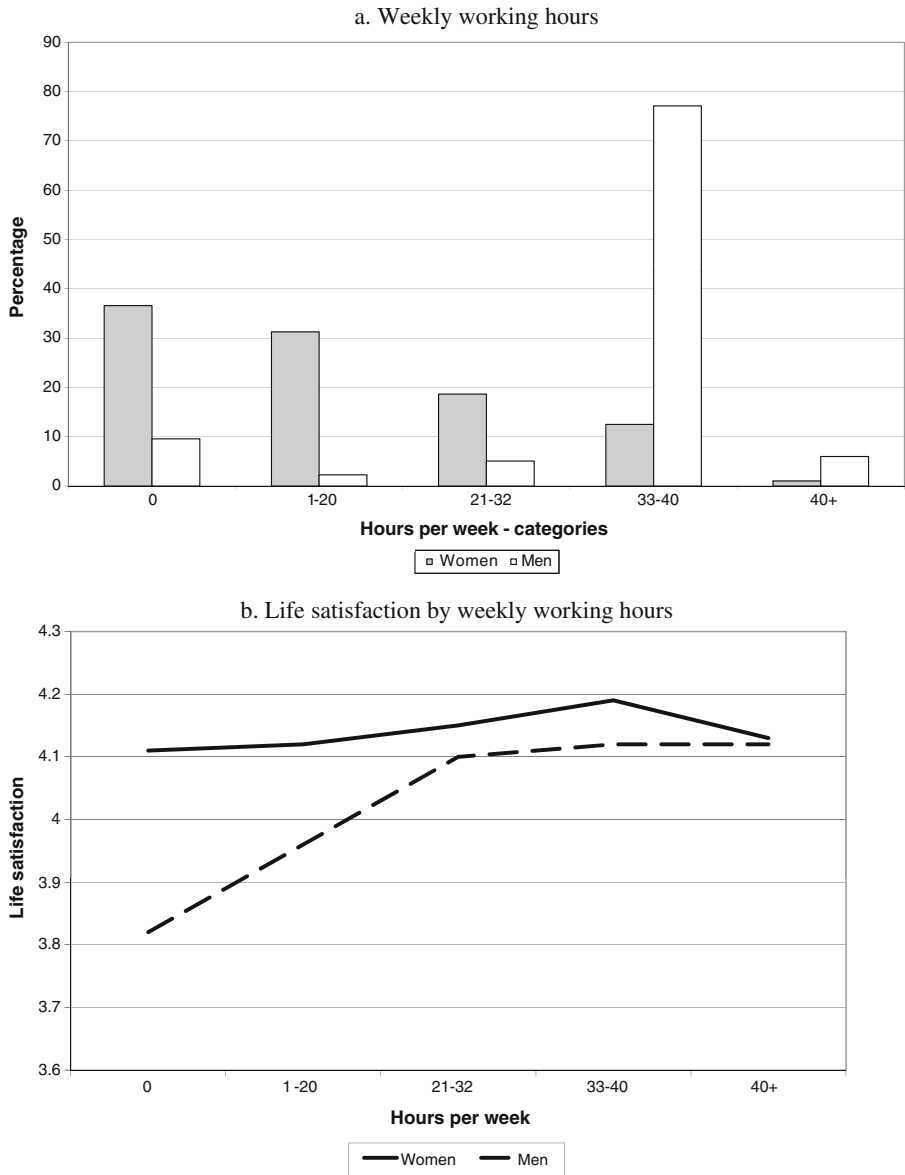 a. Weekly working hours
90
80
70
60
50
40
30
20
10
0
Percentage
0 1-20 21-32 33-40 40+
Hours per week - categories
Women Men
b. Life satisfaction by weekly working hours
4.3
4.2
4.1
4
3.9
3.8
3.7
3.6
Life satisfaction
0 1-20 21-32 33-40 40+
Hours per week
Women Men